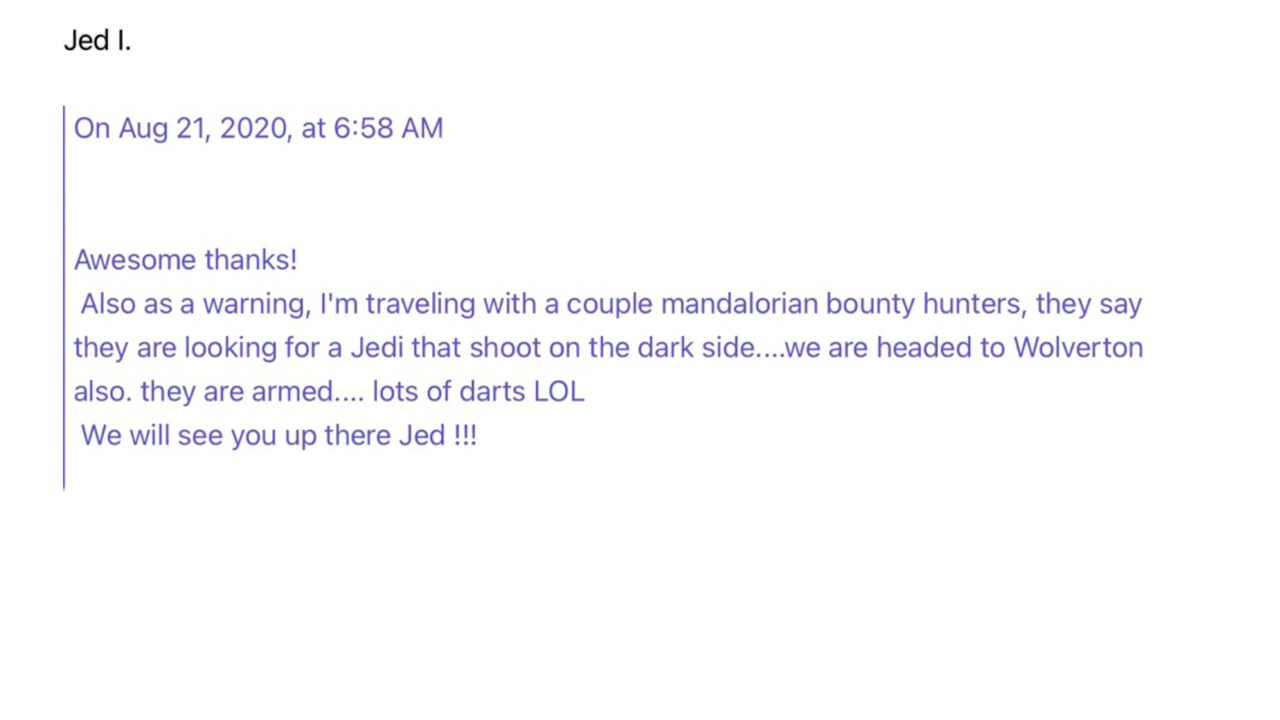 Jed I.
On Aug 21, 2020, at 6:58 AM
Awesome thanks!
Also as a warning, I'm traveling with a couple mandalorian bounty hunters, they say
they are looking for a Jedi that shoot on the dark side....we are headed to Wolverton
also. they are armed.... lots of darts LOL
We will see you up there Jed !!!